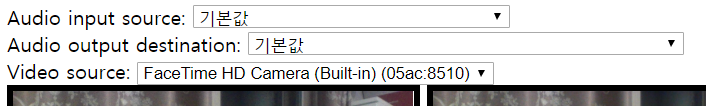 Audio input source: 기본값
Audio output destination: 기본값
Video source: FaceTime HD Camera (Built-in) (05ac:8510)